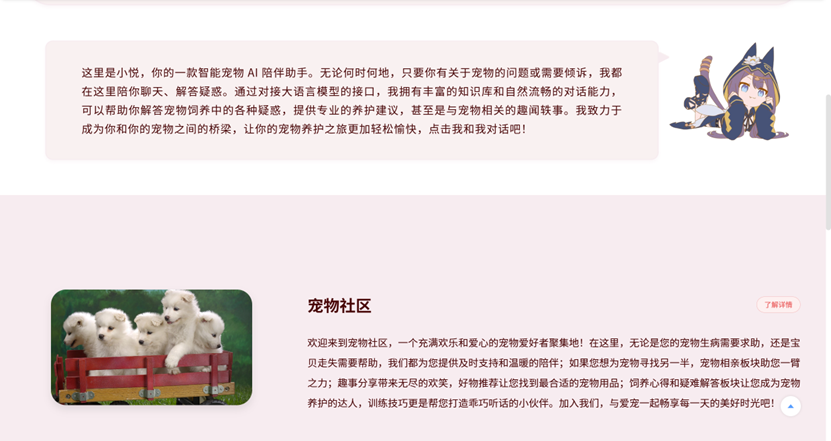 这里是小悦，你的一款智能宠物 AI 陪伴助手。无论何时何地，只要你有关于宠物的问题或需要倾诉，我都
在这里陪你聊天、解答疑惑。通过对接大语言模型的接口，我拥有丰富的知识库和自然流畅的对话能力，
可以帮助你解答宠物饲养中的各种疑惑，提供专业的养护建议，甚至是与宠物相关的趣闻轶事。我致力于
成为你和你的宠物之间的桥梁，让你的宠物养护之旅更加轻松愉快，点击我和我对话吧！
宠物社区
了解详情
欢迎来到宠物社区，一个充满欢乐和爱心的宠物爱好者聚集地！在这里，无论是您的宠物生病需要求助，还是宝
贝走失需要帮助，我们都为您提供及时支持和温暖的陪伴；如果您想为宠物寻找另一半，宠物相亲板块助您一臂
之力；趣事分享带来无尽的欢笑，好物推荐让您找到最合适的宠物用品；饲养心得和疑难解答板块让您成为宠物
养护的达人，训练技巧更是帮您打造乖巧听话的小伙伴。加入我们，与爱宠一起畅享每一天的美好时光吧！